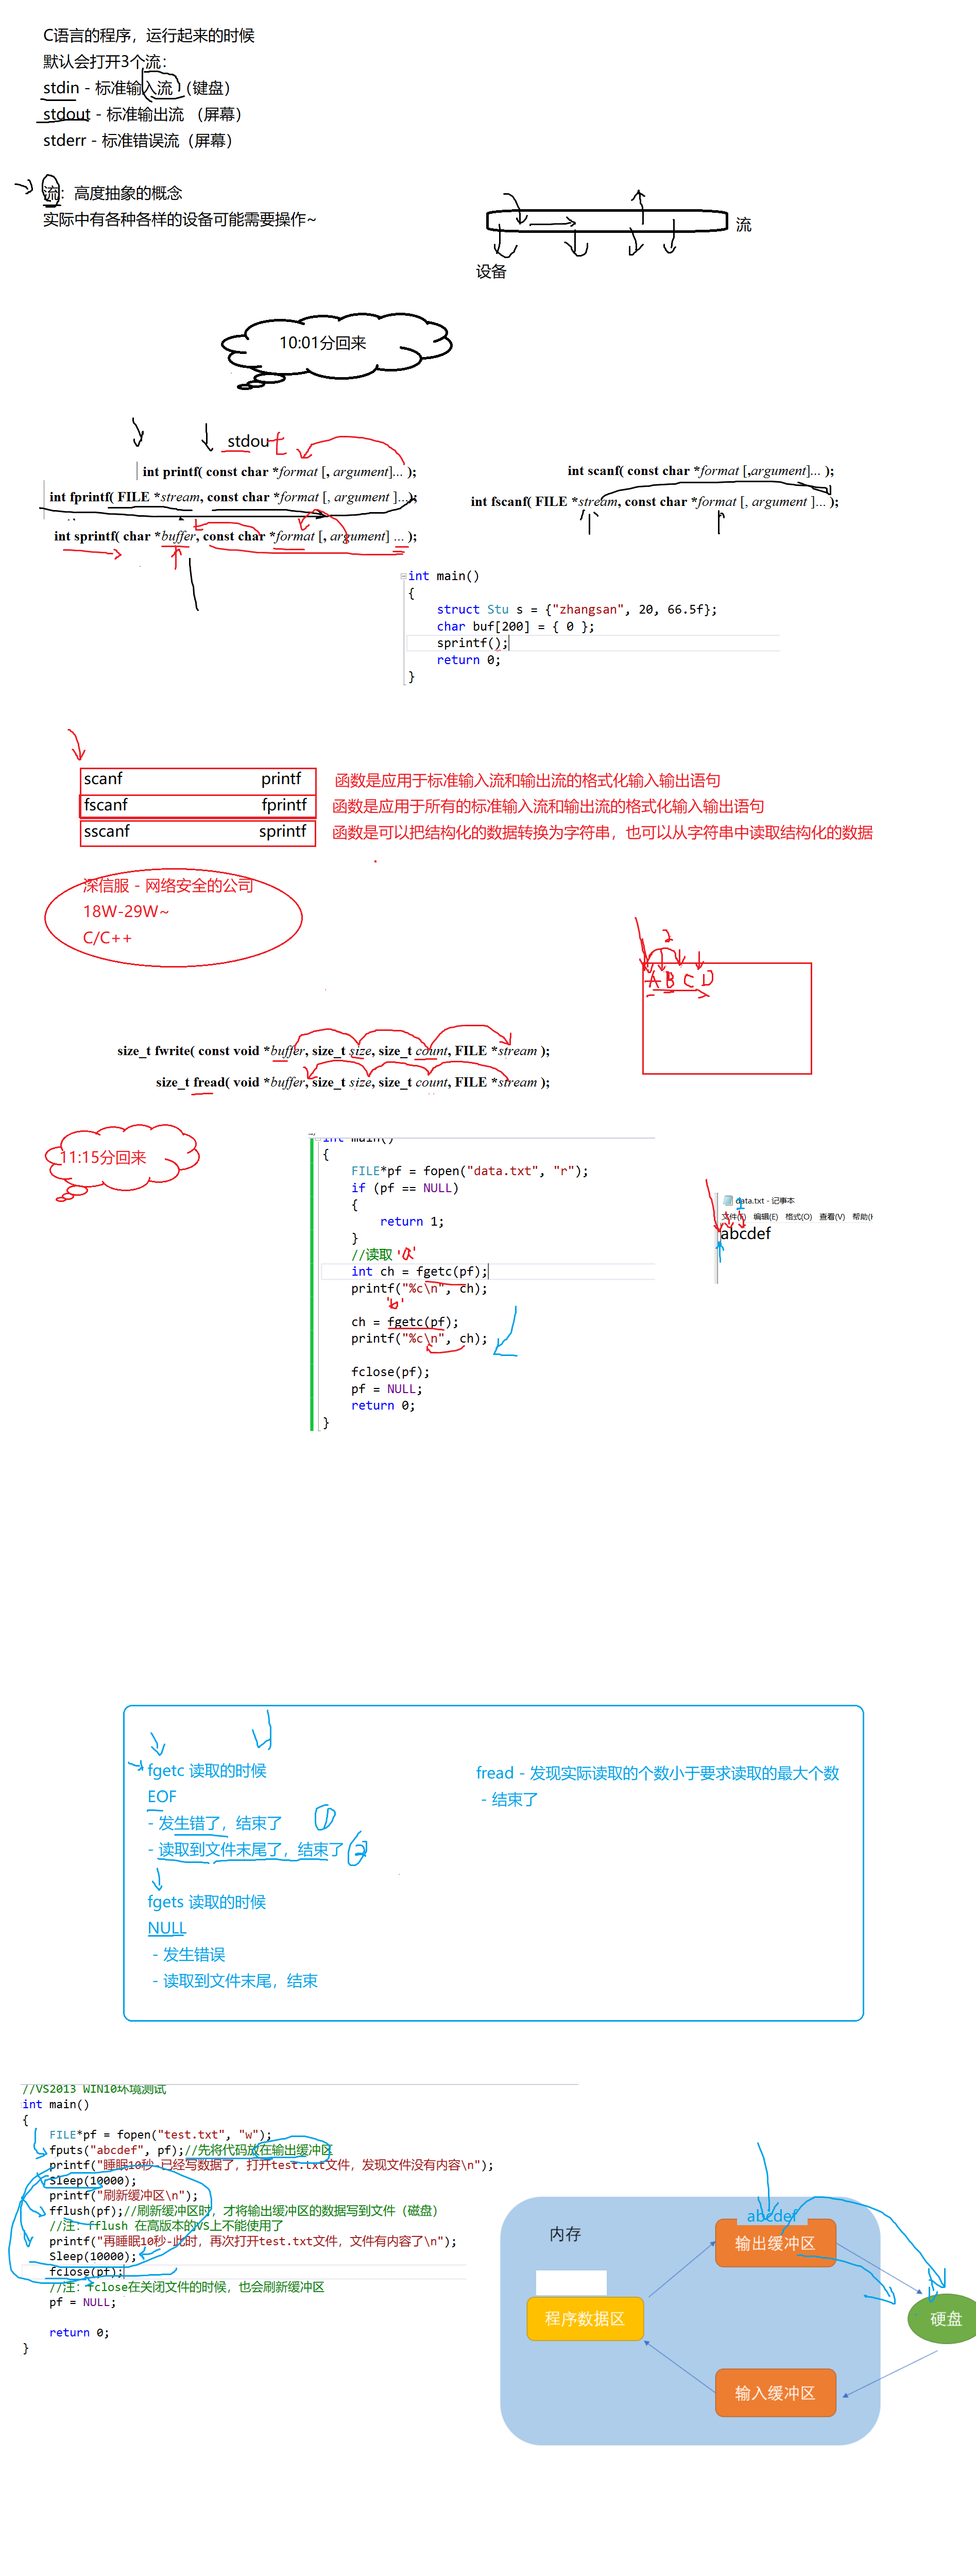 C语言的程序，运行起来的时候
默认会打开3个流：
stdin - 标准输入流（键盘）
stdout - 标准输出流 （屏幕）
stderr - 标准错误流（屏幕）
流：高度抽象的概念
实际中有各种各样的设备可能需要操作~
流
设备
10:01分回来
stdout
int printf( const char *format [, argument]... );
int fprintf( FILE *stream, const char *format [, argument ]...);
int sprintf( char *buffer, const char *format [, argument] ... );
int scanf( const char *format [,argument]... );
int fscanf( FILE *stream, const char *format [, argument ]... );
int main()
{
struct Stu s = {"zhangsan", 20, 66.5f};
char buf[200] = { 0 };
sprintf();
return 0;
}
scanf printf 函数是应用于标准输入流和输出流的格式化输入输出语句
fscanf fprintf 函数是应用于所有的标准输入流和输出流的格式化输入输出语句
sscanf sprintf 函数是可以把结构化的数据转换为字符串，也可以从字符串中读取结构化的数据
深信服 - 网络安全的公司
18W-29W~
C/C++
2
A B C D
size_t fwrite( const void *buffer, size_t size, size_t count, FILE *stream );
size_t fread( void *buffer, size_t size, size_t count, FILE *stream );
11:15分回来
int main()
{
FILE*pf = fopen("data.txt", "r");
if (pf == NULL)
{
return 1;
}
//读取 'a'
int ch = fgetc(pf);
printf("%c\n", ch);
'b'
ch = fgetc(pf);
printf("%c\n", ch);
fclose(pf);
pf = NULL;
return 0;
}
data.txt - 记事本
文件(F) 编辑(E) 格式(O) 查看(V) 帮助(H
abcdef
fgetc 读取的时候
EOF
- 发生错了，结束了 ①
- 读取到文件末尾了，结束了 ②
fgets 读取的时候
NULL
- 发生错误
- 读取到文件末尾，结束
fread - 发现实际读取的个数小于要求读取的最大个数
- 结束了
//VS2013 WIN10环境测试
int main()
{
FILE*pf = fopen("test.txt", "w");
fputs("abcdef", pf);//先将代码放在输出缓冲区
printf("睡眠10秒-已经写数据了，打开test.txt文件，发现文件没有内容\n");
Sleep(10000);
printf("刷新缓冲区\n");
fflush(pf);//刷新缓冲区时，才将输出缓冲区的数据写到文件（磁盘）
//注：fflush 在高版本的VS上不能使用了
printf("再睡眠10秒-此时，再次打开test.txt文件，文件有内容了\n");
Sleep(10000);
fclose(pf);
//注：fclose在关闭文件的时候，也会刷新缓冲区
pf = NULL;
return 0;
}
内存
abcdef
输出缓冲区
程序数据区
硬盘
输入缓冲区